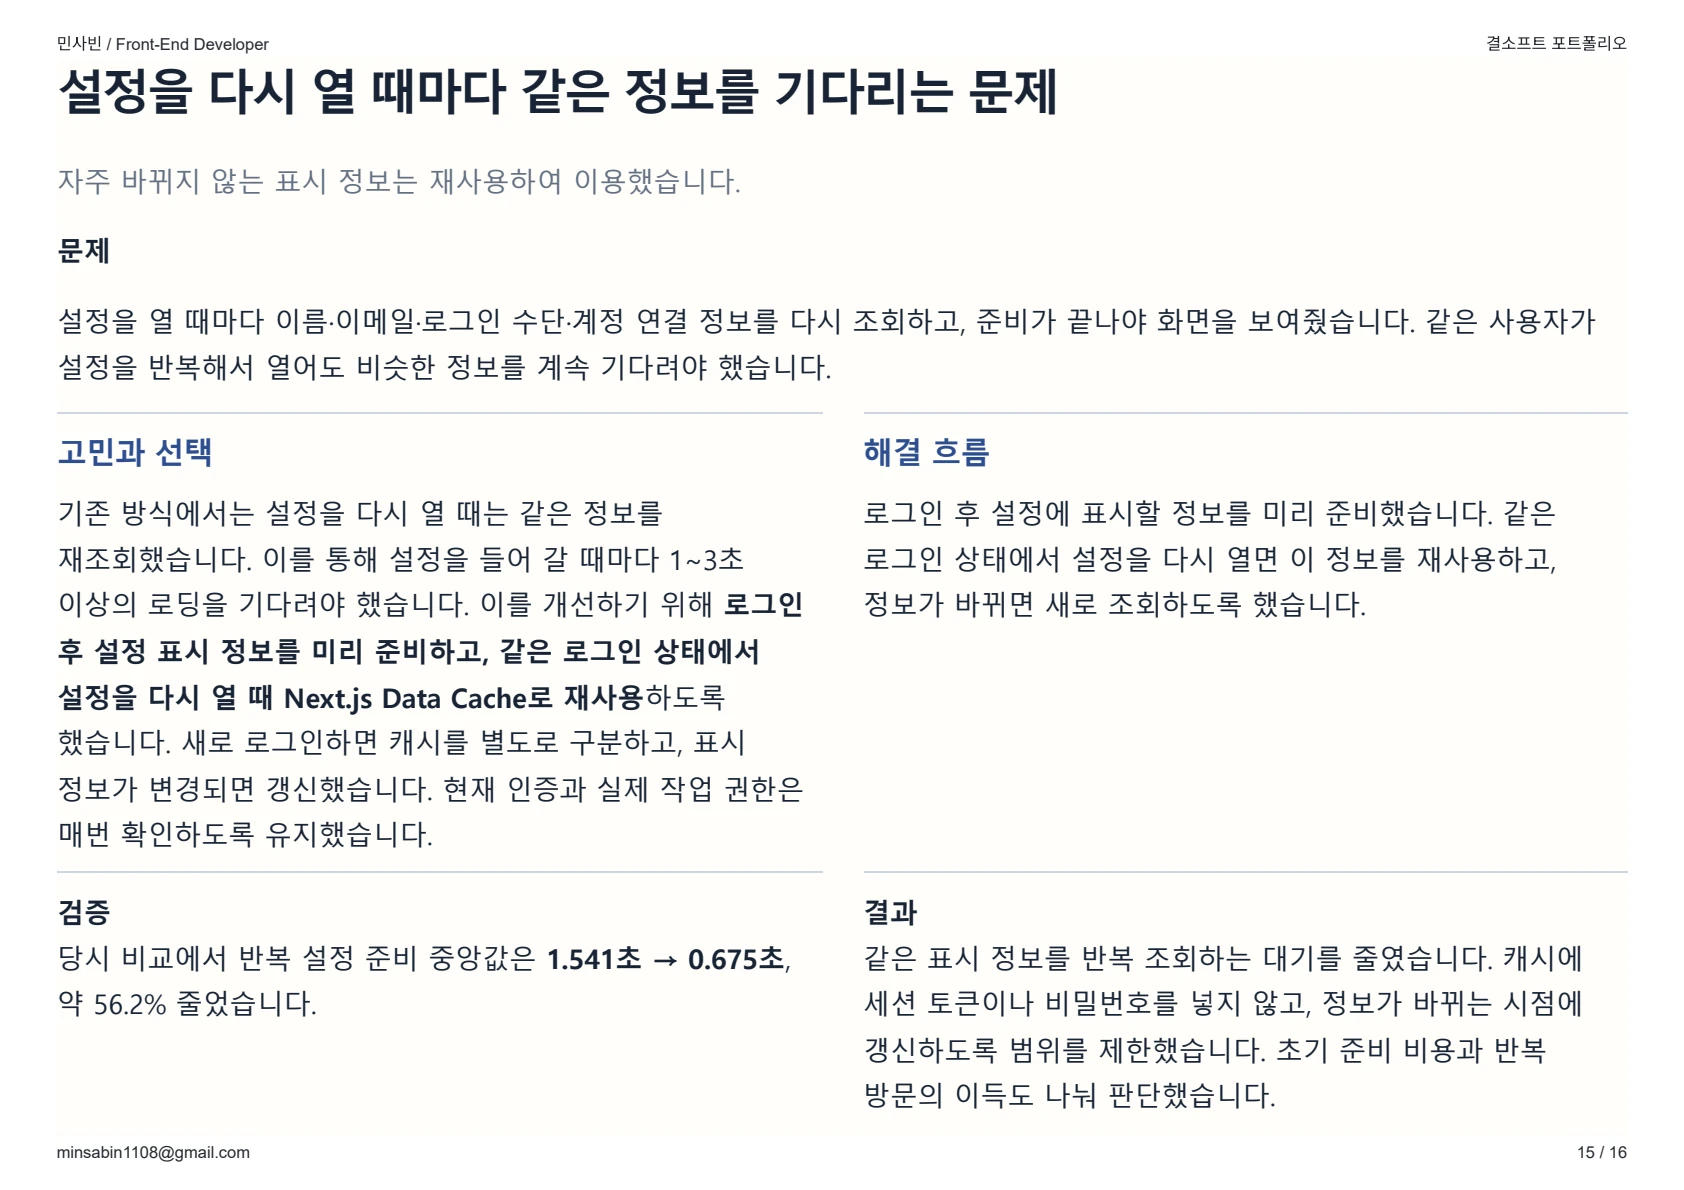 민사빈 / Front-End Developer
결소프트 포트폴리오
설정을 다시 열 때마다 같은 정보를 기다리는 문제
자주 바뀌지 않는 표시 정보는 재사용하여 이용했습니다.
문제
설정을 열 때마다 이름·이메일·로그인 수단·계정 연결 정보를 다시 조회하고, 준비가 끝나야 화면을 보여줬습니다. 같은 사용자가
설정을 반복해서 열어도 비슷한 정보를 계속 기다려야 했습니다.
고민과 선택
기존 방식에서는 설정을 다시 열 때는 같은 정보를
재조회했습니다. 이를 통해 설정을 들어 갈 때마다 1~3초
이상의 로딩을 기다려야 했습니다. 이를 개선하기 위해 로그인
후 설정 표시 정보를 미리 준비하고, 같은 로그인 상태에서
설정을 다시 열 때 Next.js Data Cache로 재사용하도록
했습니다. 새로 로그인하면 캐시를 별도로 구분하고, 표시
정보가 변경되면 갱신했습니다. 현재 인증과 실제 작업 권한은
매번 확인하도록 유지했습니다.
해결 흐름
로그인 후 설정에 표시할 정보를 미리 준비했습니다. 같은
로그인 상태에서 설정을 다시 열면 이 정보를 재사용하고,
정보가 바뀌면 새로 조회하도록 했습니다.
검증
당시 비교에서 반복 설정 준비 중앙값은 1.541초 → 0.675초,
약 56.2% 줄었습니다.
결과
같은 표시 정보를 반복 조회하는 대기를 줄였습니다. 캐시에
세션 토큰이나 비밀번호를 넣지 않고, 정보가 바뀌는 시점에
갱신하도록 범위를 제한했습니다. 초기 준비 비용과 반복
방문의 이득도 나눠 판단했습니다.
minsabin1108@gmail.com
15 / 16